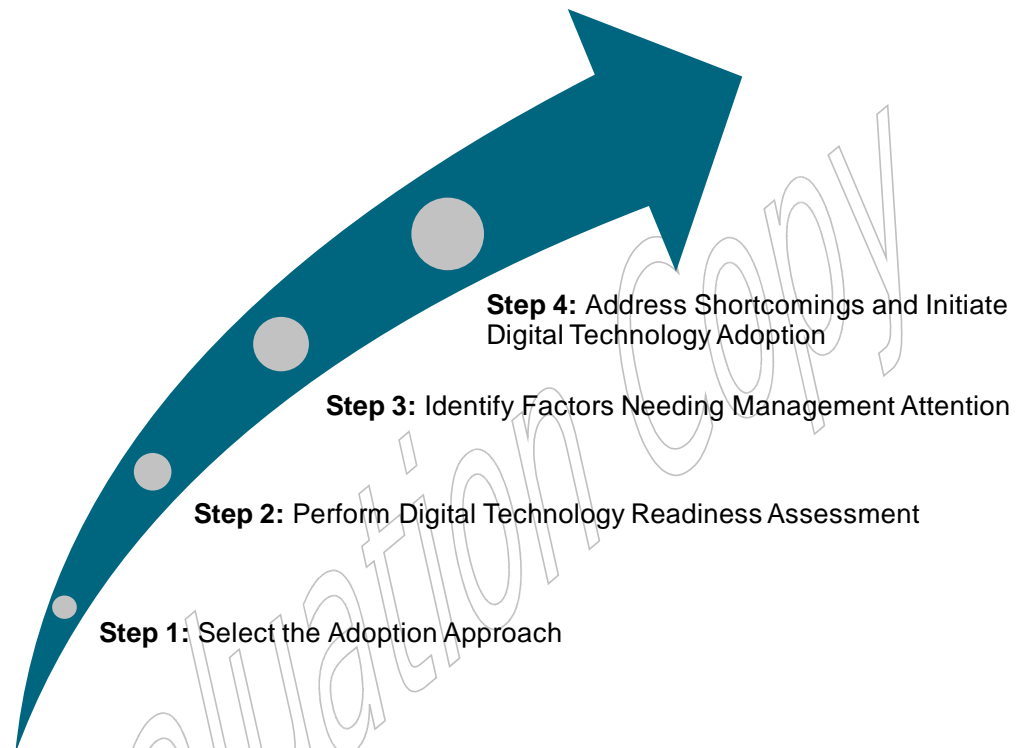 Step 4: Address Shortcomings and Initiate
Digital Technology Adoption
Step 3: Identify Factors Needing Management Attention
Step 2: Perform Digital Technology Readiness Assessment
Step 1: Select the Adoption Approach
aluation Copy